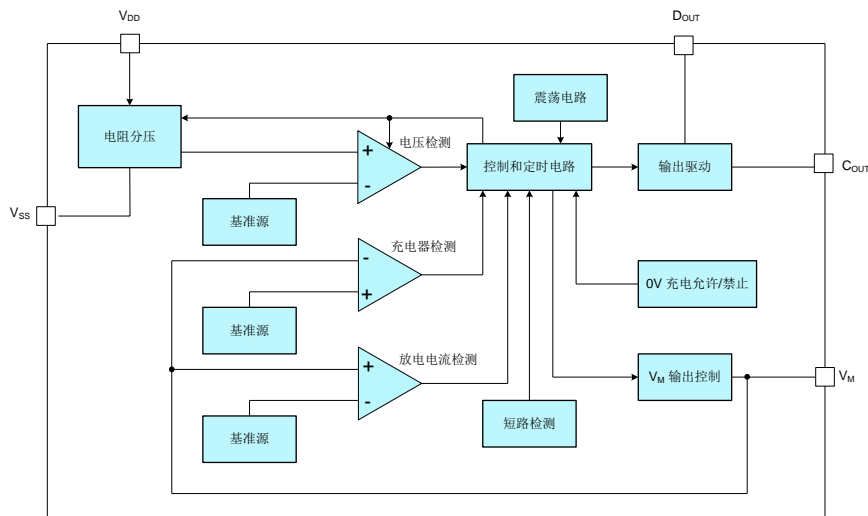 VDD
DOUT
震荡电路
电阻分压
电压检测
+
-
控制和定时电路
输出驱动
COUT
VSS
基准源
充电器检测
-
+
0V 充电允许/禁止
基准源
放电电流检测
+
-
VM 输出控制
VM
基准源
短路检测